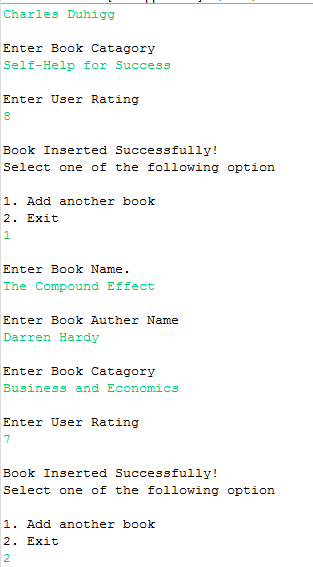 Charles Duhigg
Enter Book Catagory
Self-Help for Success
Enter User Rating
8
Book Inserted Successfully!
Select one of the following option
1. Add another book
2. Exit
1
Enter Book Name.
The Compound Effect
Enter Book Auther Name
Darren Hardy
Enter Book Catagory
Business and Economics
Enter User Rating
7
Book Inserted Successfully!
Select one of the following option
1. Add another book
2. Exit
2